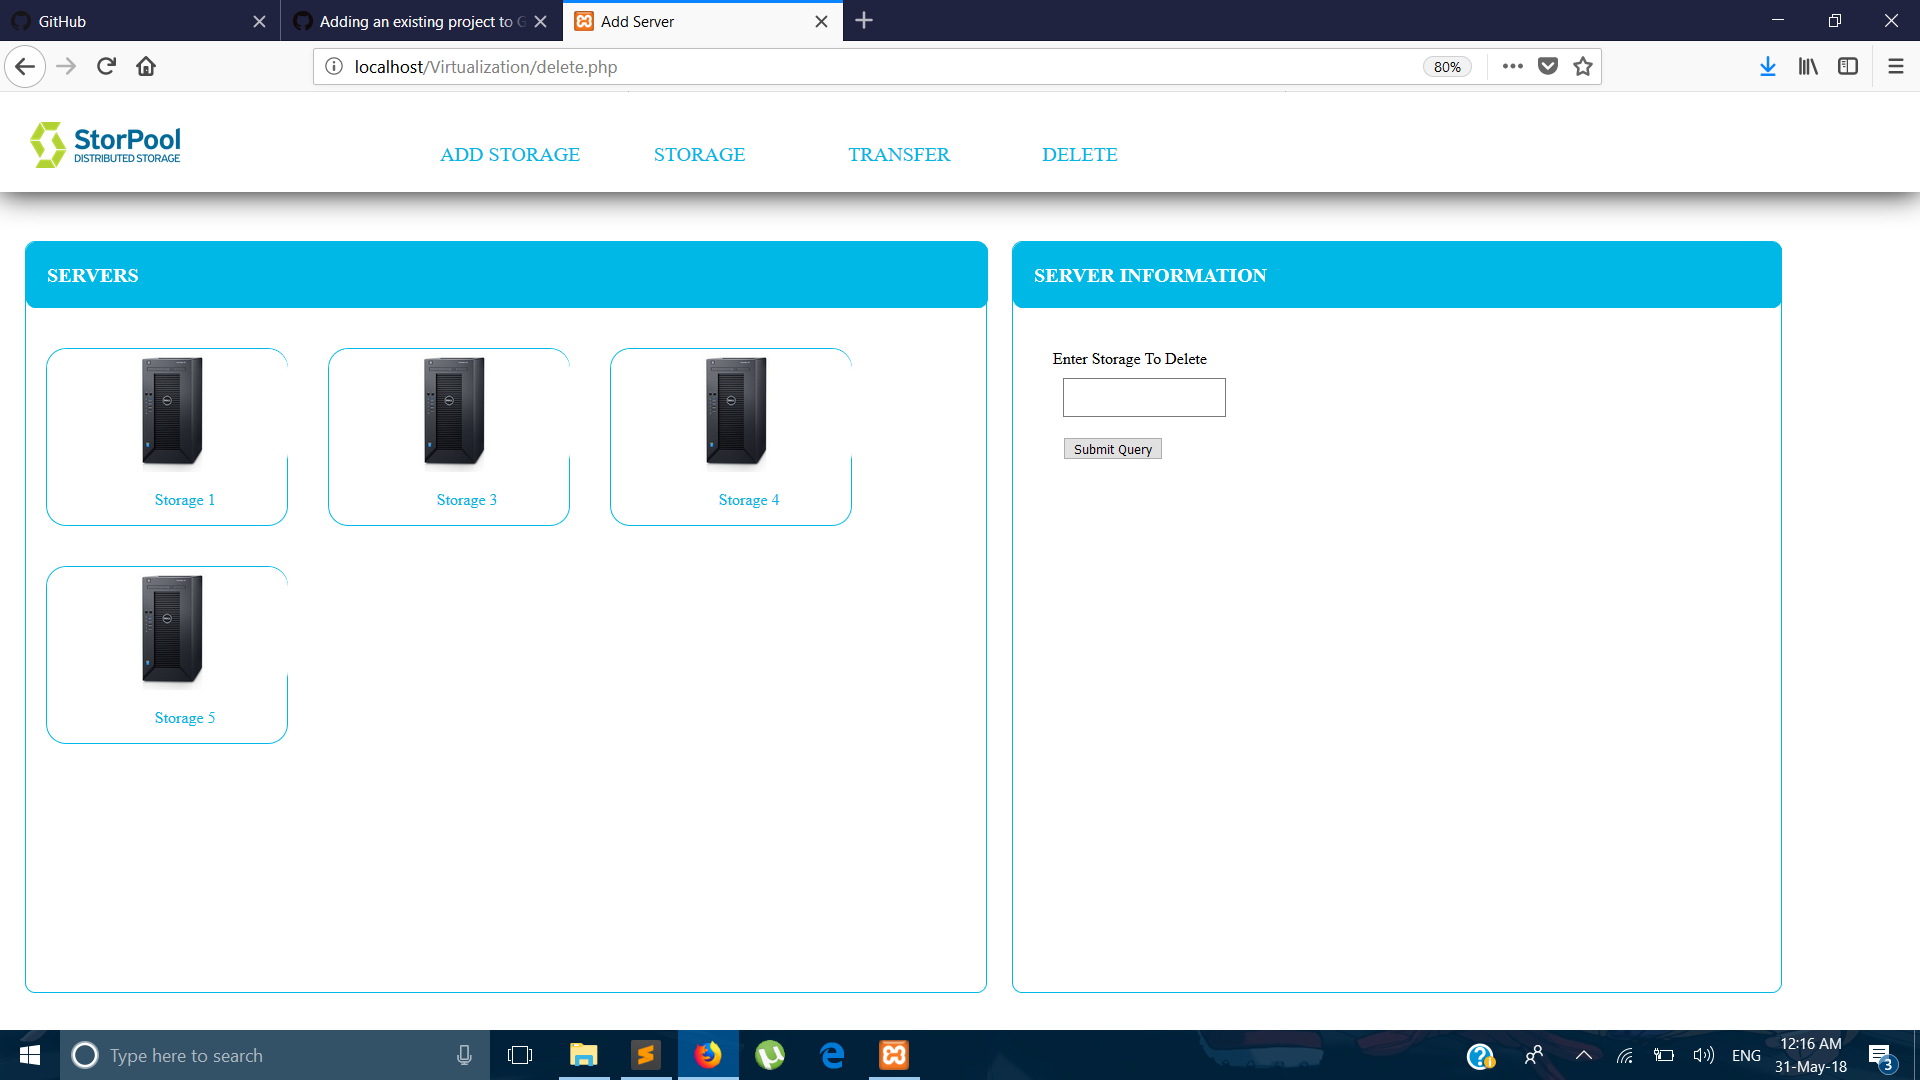 GitHub
Adding an existing project to G
Add Server
localhost/Virtualization/delete.php
80%
StorPool
DISTRIBUTED STORAGE
ADD STORAGE
STORAGE
TRANSFER
DELETE
SERVERS
SERVER INFORMATION
Enter Storage To Delete
Submit Query
Storage 1
Storage 3
Storage 4
Storage 5
Type here to search
ENG
12:16 AM
31-May-18
3